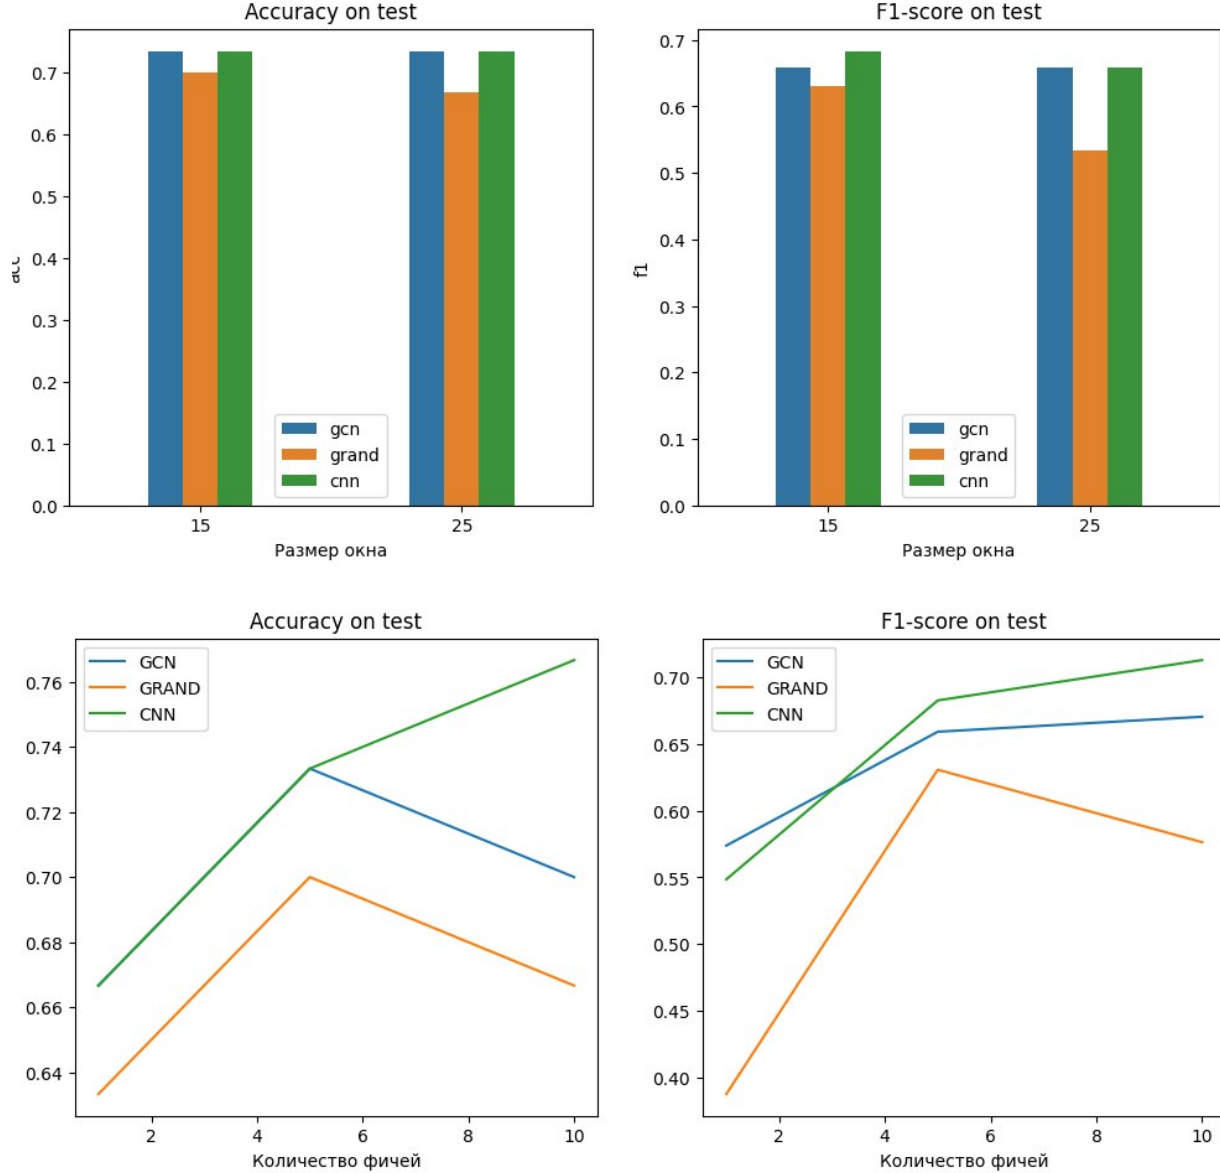 Accuracy on test
0.7
0.6
0.5
0.4
0.3
0.2
0.1
0.0
acc
gcn
grand
cnn
15
25
Размер окна
F1-score on test
0.7
0.6
0.5
0.4
0.3
0.2
0.1
0.0
f1
gcn
grand
cnn
15
25
Размер окна
Accuracy on test
GCN
GRAND
CNN
0.76
0.74
0.72
0.70
0.68
0.66
0.64
2
4
6
8
10
Количество фичей
F1-score on test
GCN
GRAND
CNN
0.70
0.65
0.60
0.55
0.50
0.45
0.40
2
4
6
8
10
Количество фичей